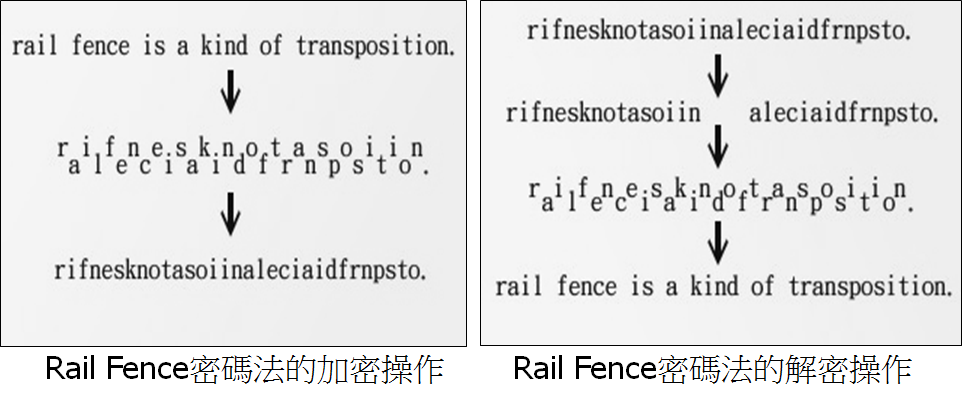 rail fence is a kind of transposition.
railfenceisakindoftransposition.
rifnesknotasoiinaleciaidfrnpsto.
Rail Fence密碼法的加密操作
rifnesknotasoiinaleciaidfrnpsto.
rifnesknotasoiin aleciaidfrnpsto.
railfenceisakindoftransposition.
rail fence is a kind of transposition.
Rail Fence密碼法的解密操作